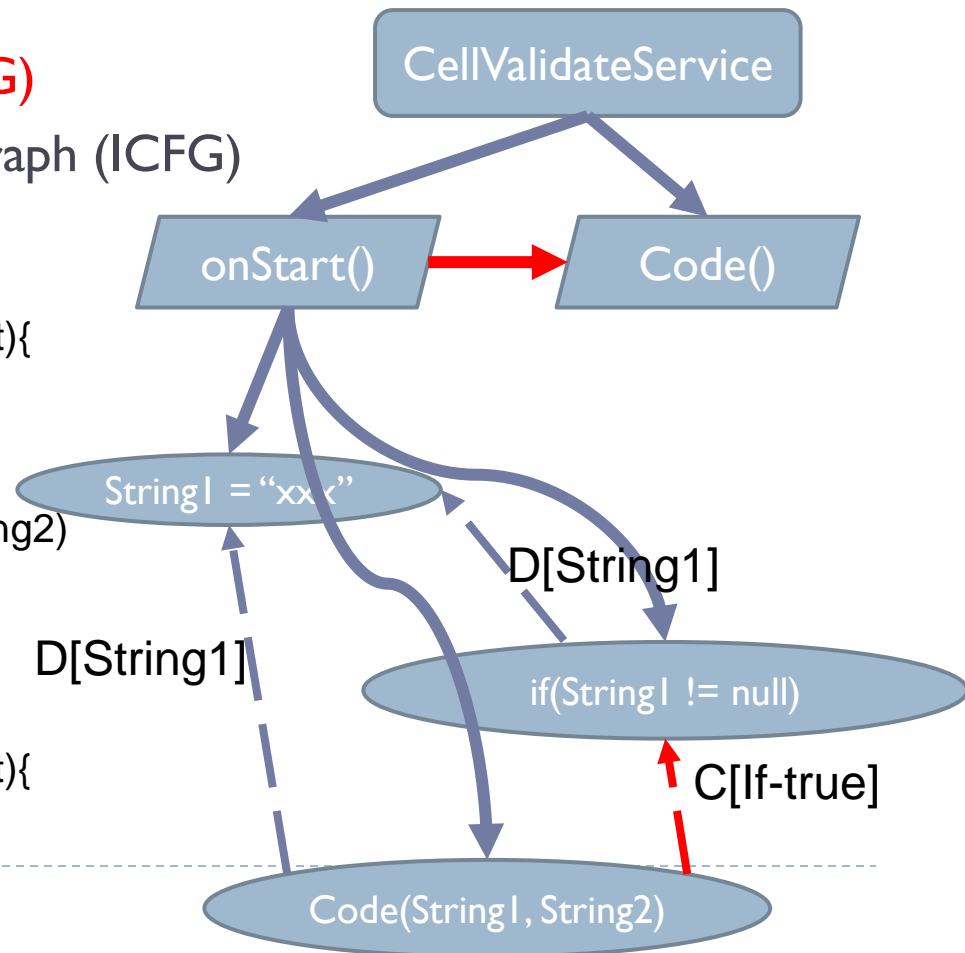 CellValidateService
G)
raph (ICFG)
onStart()
Code()
t){
String1 = “xxx”
ng2)
D[String1]
D[String1]
if(String1 != null)
t){
C[If-true]
Code(String1, String2)